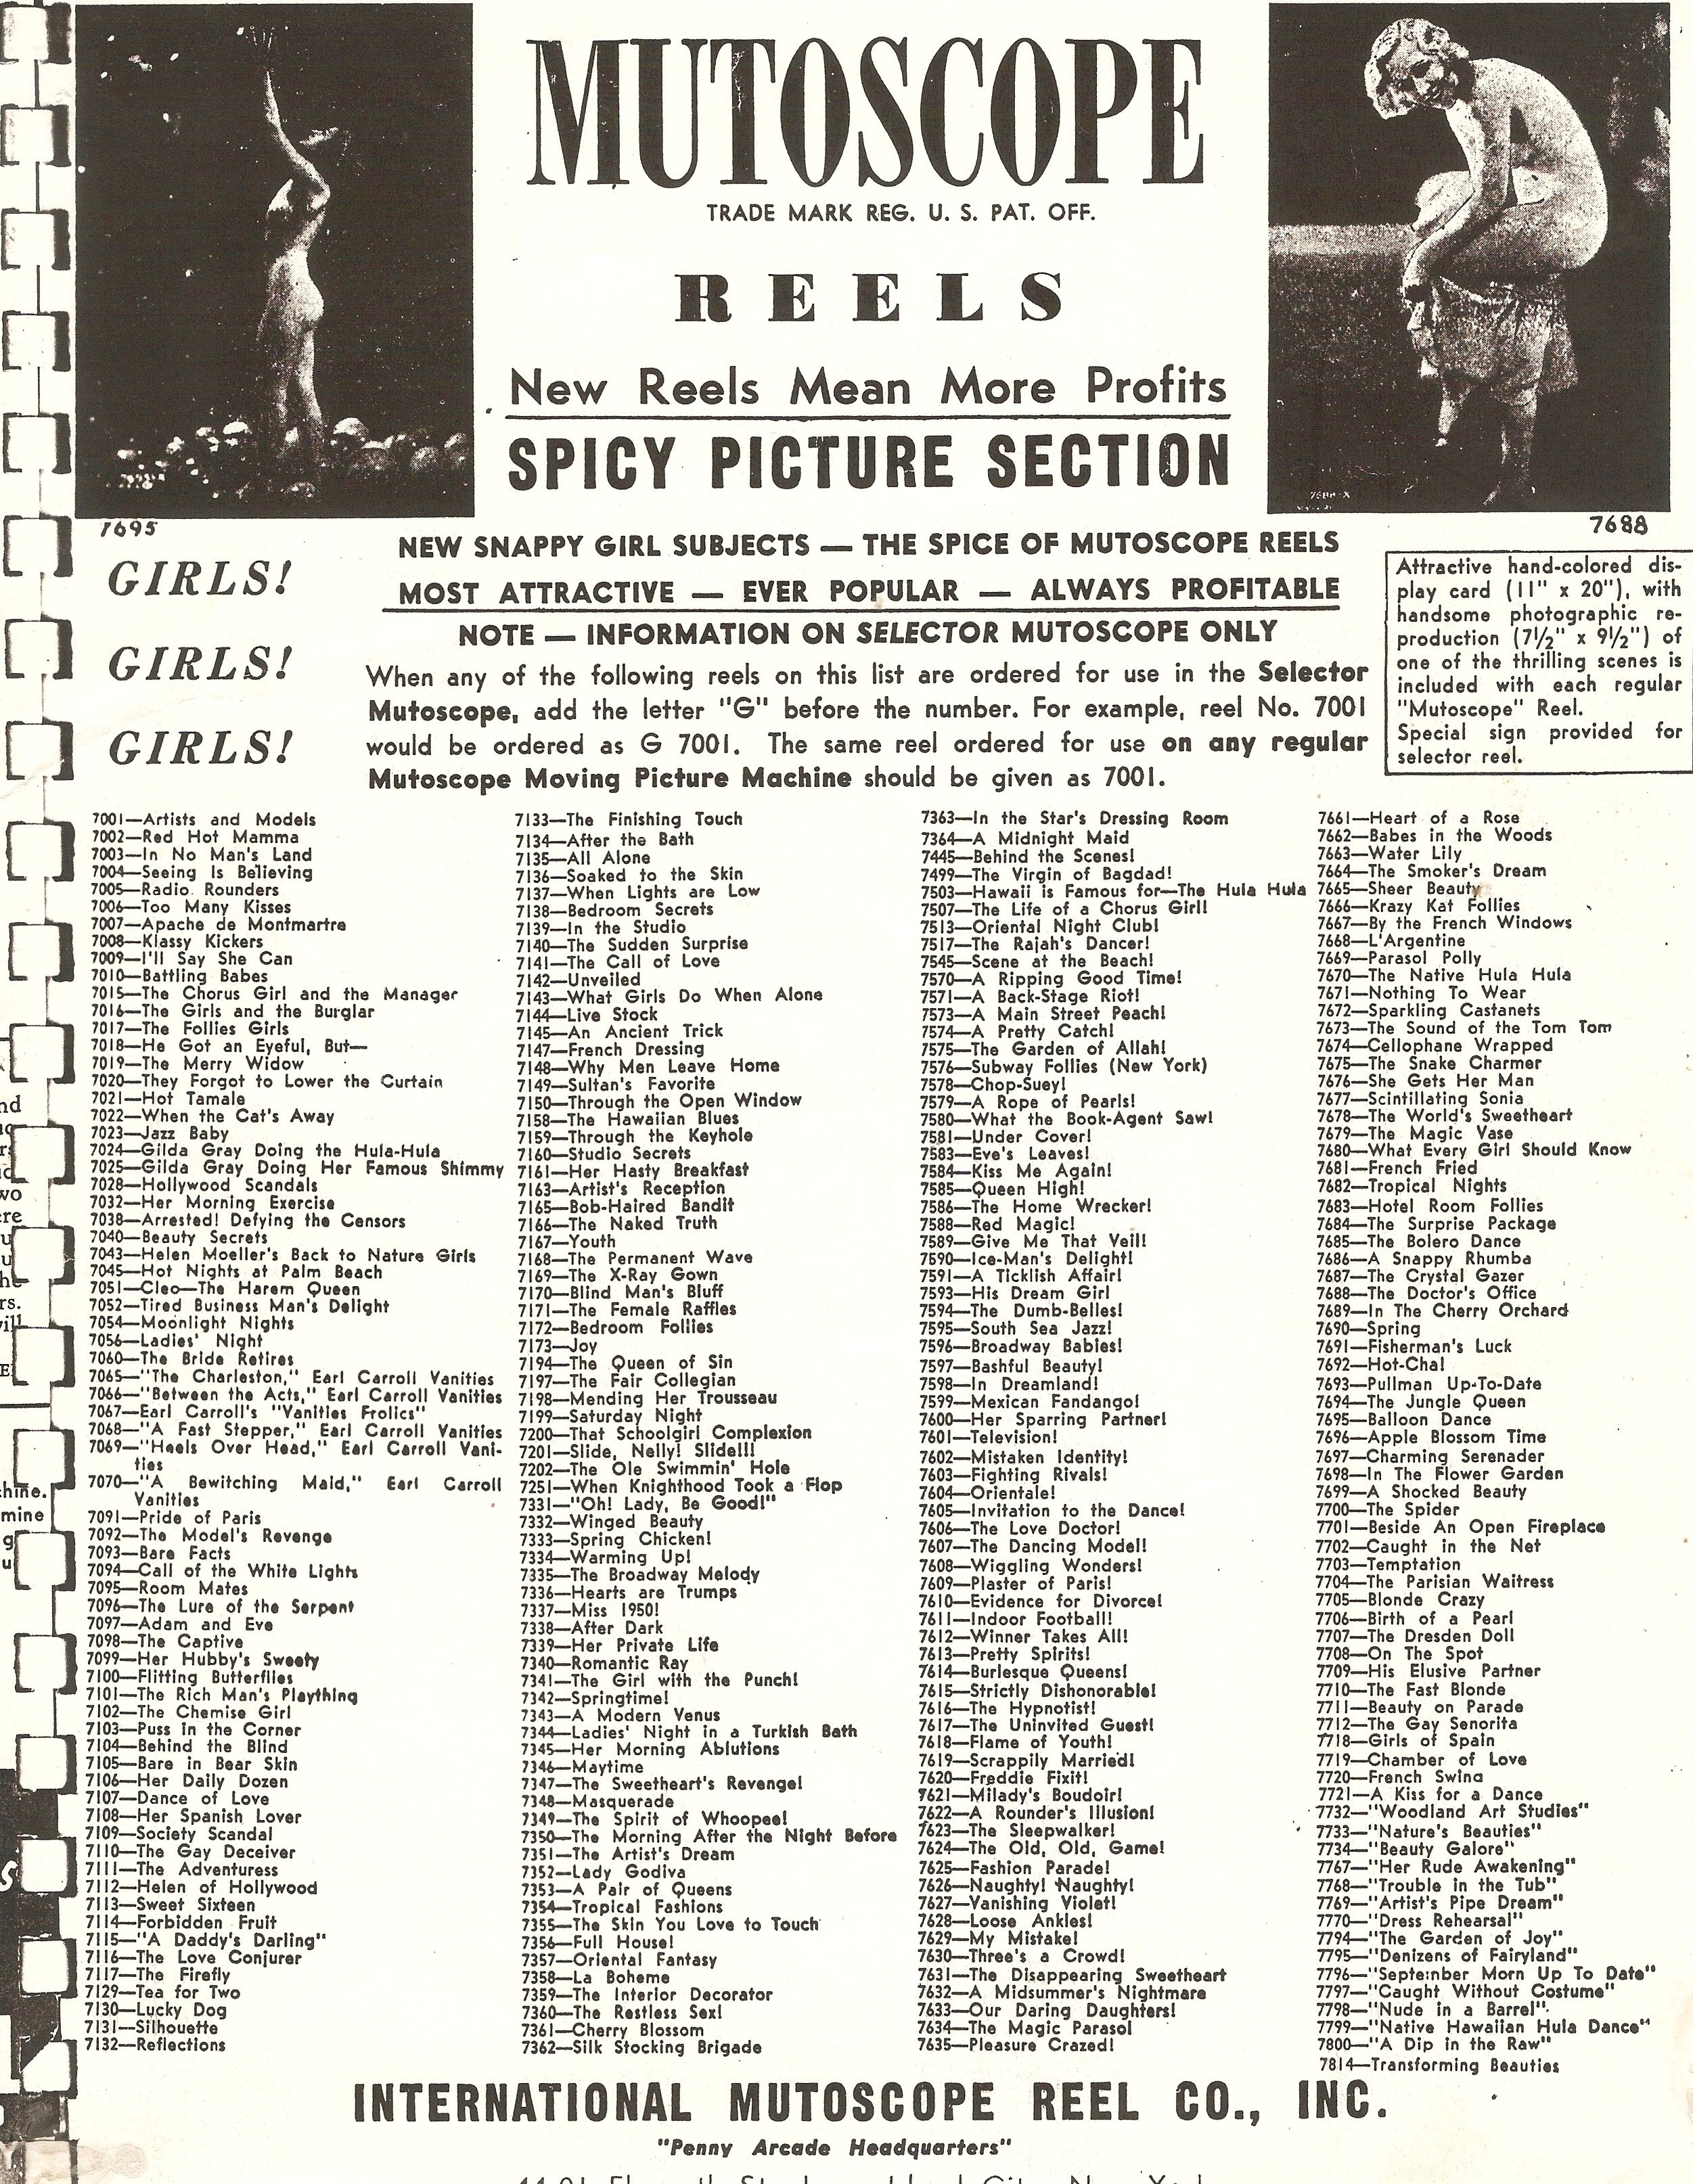 MUTOSCOPE
TRADE MARK REG. U. S. PAT. OFF.
REELS
New Reels Mean More Profits
SPICY PICTURE SECTION
7695
7688
GIRLS!
GIRLS!
GIRLS!
NEW SNAPPY GIRL SUBJECTS — THE SPICE OF MUTOSCOPE REELS
MOST ATTRACTIVE — EVER POPULAR — ALWAYS PROFITABLE
NOTE — INFORMATION ON SELECTOR MUTOSCOPE ONLY
When any of the following reels on this list are ordered for use in the Selector
Mutoscope, add the letter "G" before the number. For example, reel No. 7001
would be ordered as G 7001. The same reel ordered for use on any regular
Mutoscope Moving Picture Machine should be given as 7001.
Attractive hand-colored dis-
play card (11" x 20"), with
handsome photographic re-
production (7½" x 9½") of
one of the thrilling scenes is
included with each regular
"Mutoscope" Reel.
Special sign provided for
selector reel.
7001—Artists and Models
7002—Red Hot Mamma
7003—In No Man's Land
7004—Seeing Is Believing
7005—Radio Rounders
7006—Too Many Kisses
7007—Apache de Montmartre
7008—Klassy Kickers
7009—I'll Say She Can
7010—Battling Babes
7015—The Chorus Girl and the Manager
7016—The Girls and the Burglar
7017—The Follies Girls
7018—He Got an Eyeful, But—
7019—The Merry Widow
7020—They Forgot to Lower the Curtain
7021—Hot Tamale
7022—When the Cat's Away
7023—Jazz Baby
7024—Gilda Gray Doing the Hula-Hula
7025—Gilda Gray Doing Her Famous Shimmy
7028—Hollywood Scandals
7032—Her Morning Exercise
7038—Arrested! Defying the Censors
7040—Beauty Secrets
7043—Helen Moeller's Back to Nature Girls
7045—Hot Nights at Palm Beach
7051—Cleo—The Harem Queen
7052—Tired Business Man's Delight
7054—Moonlight Nights
7056—Ladies' Night
7060—The Bride Retires
7065—"The Charleston," Earl Carroll Vanities
7066—"Between the Acts," Earl Carroll Vanities
7067—Earl Carroll's "Vanities Frolics"
7068—"A Fast Stepper," Earl Carroll Vanities
7069—"Heels Over Head," Earl Carroll Vani-
ties
7070—"A Bewitching Maid," Earl Carroll
Vanities
7091—Pride of Paris
7092—The Model's Revenge
7093—Bare Facts
7094—Call of the White Lights
7095—Room Mates
7096—The Lure of the Serpent
7097—Adam and Eve
7098—The Captive
7099—Her Hubby's Sweety
7100—Flitting Butterflies
7101—The Rich Man's Plaything
7102—The Chemise Girl
7103—Puss in the Corner
7104—Behind the Blind
7105—Bare in Bear Skin
7106—Her Daily Dozen
7107—Dance of Love
7108—Her Spanish Lover
7109—Society Scandal
7110—The Gay Deceiver
7111—The Adventuress
7112—Helen of Hollywood
7113—Sweet Sixteen
7114—Forbidden Fruit
7115—"A Daddy's Darling"
7116—The Love Conjurer
7117—The Firefly
7129—Tea for Two
7130—Lucky Dog
7131—Silhouette
7132—Reflections
7133—The Finishing Touch
7134—After the Bath
7135—All Alone
7136—Soaked to the Skin
7137—When Lights are Low
7138—Bedroom Secrets
7139—In the Studio
7140—The Sudden Surprise
7141—The Call of Love
7142—Unveiled
7143—What Girls Do When Alone
7144—Live Stock
7145—An Ancient Trick
7147—French Dressing
7148—Why Men Leave Home
7149—Sultan's Favorite
7150—Through the Open Window
7158—The Hawaiian Blues
7159—Through the Keyhole
7160—Studio Secrets
7161—Her Hasty Breakfast
7163—Artist's Reception
7165—Bob-Haired Bandit
7166—The Naked Truth
7167—Youth
7168—The Permanent Wave
7169—The X-Ray Gown
7170—Blind Man's Bluff
7171—The Female Raffles
7172—Bedroom Follies
7173—Joy
7194—The Queen of Sin
7197—The Fair Collegian
7198—Mending Her Trousseau
7199—Saturday Night
7200—That Schoolgirl Complexion
7201—Slide, Nelly! Slide!!!
7202—The Ole Swimmin' Hole
7251—When Knighthood Took a Flop
7331—"Oh! Lady, Be Good!"
7332—Winged Beauty
7333—Spring Chicken!
7334—Warming Up!
7335—The Broadway Melody
7336—Hearts are Trumps
7337—Miss 1950!
7338—After Dark
7339—Her Private Life
7340—Romantic Ray
7341—The Girl with the Punch!
7342—Springtime!
7343—A Modern Venus
7344—Ladies' Night in a Turkish Bath
7345—Her Morning Ablutions
7346—Maytime
7347—The Sweetheart's Revenge!
7348—Masquerade
7349—The Spirit of Whoopee!
7350—The Morning After the Night Before
7351—The Artist's Dream
7352—Lady Godiva
7353—A Pair of Queens
7354—Tropical Fashions
7355—The Skin You Love to Touch
7356—Full House!
7357—Oriental Fantasy
7358—La Boheme
7359—The Interior Decorator
7360—The Restless Sex!
7361—Cherry Blossom
7362—Silk Stocking Brigade
7363—In the Star's Dressing Room
7364—A Midnight Maid
7445—Behind the Scenes!
7499—The Virgin of Bagdad!
7503—Hawaii is Famous for—The Hula Hula
7507—The Life of a Chorus Girl!
7513—Oriental Night Club!
7517—The Rajah's Dancer!
7545—Scene at the Beach!
7570—A Ripping Good Time!
7571—A Back-Stage Riot!
7573—A Main Street Peach!
7574—A Pretty Catch!
7575—The Garden of Allah!
7576—Subway Follies (New York)
7578—Chop-Suey!
7579—A Rope of Pearls!
7580—What the Book-Agent Saw!
7581—Under Cover!
7583—Eve's Leaves!
7584—Kiss Me Again!
7585—Queen High!
7586—The Home Wrecker!
7588—Red Magic!
7589—Give Me That Veil!
7590—Ice-Man's Delight!
7591—A Ticklish Affair!
7593—His Dream Girl
7594—The Dumb-Belles!
7595—South Sea Jazz!
7596—Broadway Babies!
7597—Bashful Beauty!
7598—In Dreamland!
7599—Mexican Fandango!
7600—Her Sparring Partner!
7601—Television!
7602—Mistaken Identity!
7603—Fighting Rivals!
7604—Orientale!
7605—Invitation to the Dance!
7606—The Love Doctor!
7607—The Dancing Model!
7608—Wiggling Wonders!
7609—Plaster of Paris!
7610—Evidence for Divorce!
7611—Indoor Football!
7612—Winner Takes All!
7613—Pretty Spirits!
7614—Burlesque Queens!
7615—Strictly Dishonorable!
7616—The Hypnotist!
7617—The Uninvited Guest!
7618—Flame of Youth!
7619—Scrappily Married!
7620—Freddie Fixit!
7621—Milady's Boudoir!
7622—A Rounder's Illusion!
7623—The Sleepwalker!
7624—The Old, Old, Game!
7625—Fashion Parade!
7626—Naughty! Naughty!
7627—Vanishing Violet!
7628—Loose Ankles!
7629—My Mistake!
7630—Three's a Crowd!
7631—The Disappearing Sweetheart
7632—A Midsummer's Nightmare
7633—Our Daring Daughters!
7634—The Magic Parasol
7635—Pleasure Crazed!
7661—Heart of a Rose
7662—Babes in the Woods
7663—Water Lily
7664—The Smoker's Dream
7665—Sheer Beauty
7666—Krazy Kat Follies
7667—By the French Windows
7668—L'Argentine
7669—Parasol Polly
7670—The Native Hula Hula
7671—Nothing To Wear
7672—Sparkling Castanets
7673—The Sound of the Tom Tom
7674—Cellophane Wrapped
7675—The Snake Charmer
7676—She Gets Her Man
7677—Scintillating Sonia
7678—The World's Sweetheart
7679—The Magic Vase
7680—What Every Girl Should Know
7681—French Fried
7682—Tropical Nights
7683—Hotel Room Follies
7684—The Surprise Package
7685—The Bolero Dance
7686—A Snappy Rhumba
7687—The Crystal Gazer
7688—The Doctor's Office
7689—In The Cherry Orchard
7690—Spring
7691—Fisherman's Luck
7692—Hot-Cha!
7693—Pullman Up-To-Date
7694—The Jungle Queen
7695—Balloon Dance
7696—Apple Blossom Time
7697—Charming Serenader
7698—In The Flower Garden
7699—A Shocked Beauty
7700—The Spider
7701—Beside An Open Fireplace
7702—Caught in the Net
7703—Temptation
7704—The Parisian Waitress
7705—Blonde Crazy
7706—Birth of a Pearl
7707—The Dresden Doll
7708—On The Spot
7709—His Elusive Partner
7710—The Fast Blonde
7711—Beauty on Parade
7712—The Gay Senorita
7718—Girls of Spain
7719—Chamber of Love
7720—French Swing
7721—A Kiss for a Dance
7732—"Woodland Art Studies"
7733—"Nature's Beauties"
7734—"Beauty Galore"
7767—"Her Rude Awakening"
7768—"Trouble in the Tub"
7769—"Artist's Pipe Dream"
7770—"Dress Rehearsal"
7794—"The Garden of Joy"
7795—"Denizens of Fairyland"
7796—"September Morn Up To Date"
7797—"Caught Without Costume"
7798—"Nude in a Barrel"
7799—"Native Hawaiian Hula Dance"
7800—"A Dip in the Raw"
7814—Transforming Beauties
INTERNATIONAL MUTOSCOPE REEL CO., INC.
"Penny Arcade Headquarters"